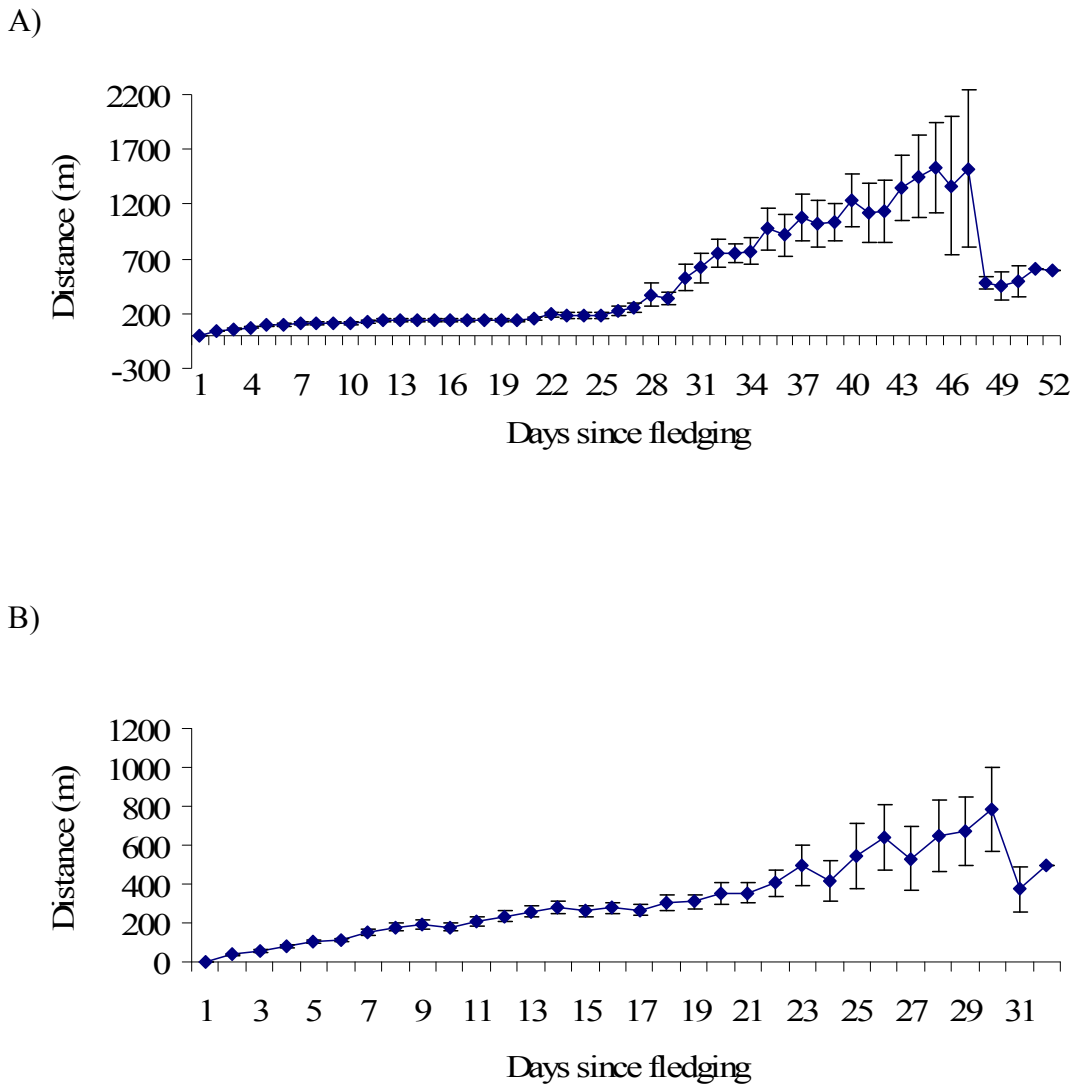 A)
2200
1700
1200
700
200
-300
Distance (m)
1 4 7 10 13 16 19 22 25 28 31 34 37 40 43 46 49 52
Days since fledging
B)
1200
1000
800
600
400
200
0
Distance (m)
1 3 5 7 9 11 13 15 17 19 21 23 25 27 29 31
Days since fledging